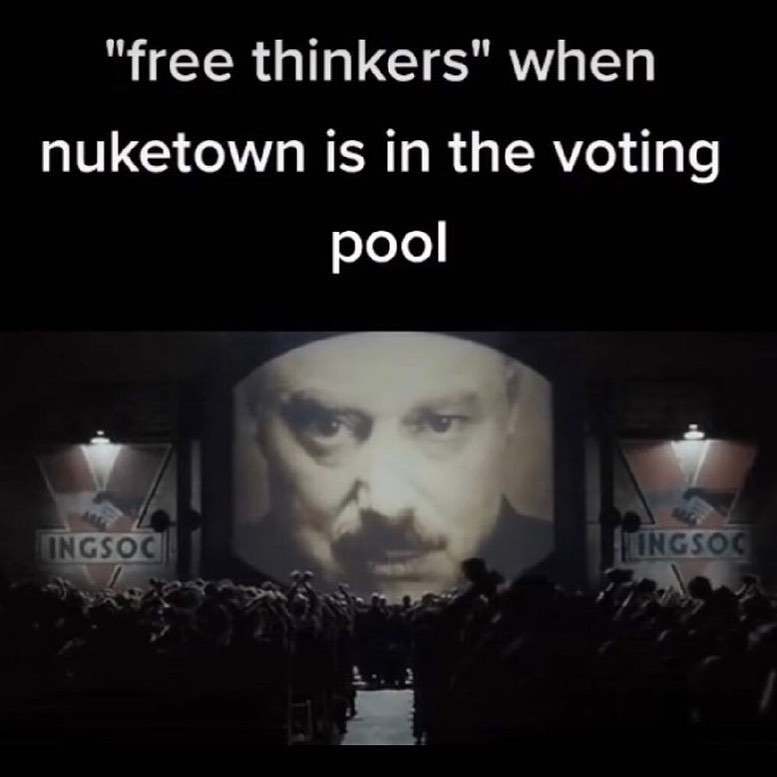 "free thinkers" when
nuketown is in the voting
pool
INGSOC
INGSOC